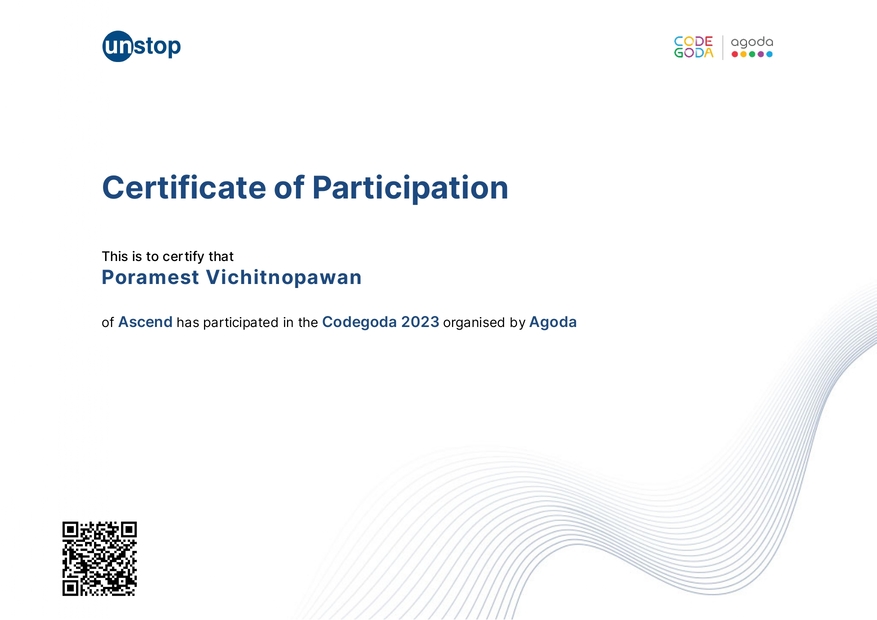 unstop
CODE
GODA
agoda
Certificate of Participation
This is to certify that
Poramest Vichitnopawan
of Ascend has participated in the Codegoda 2023 organised by Agoda